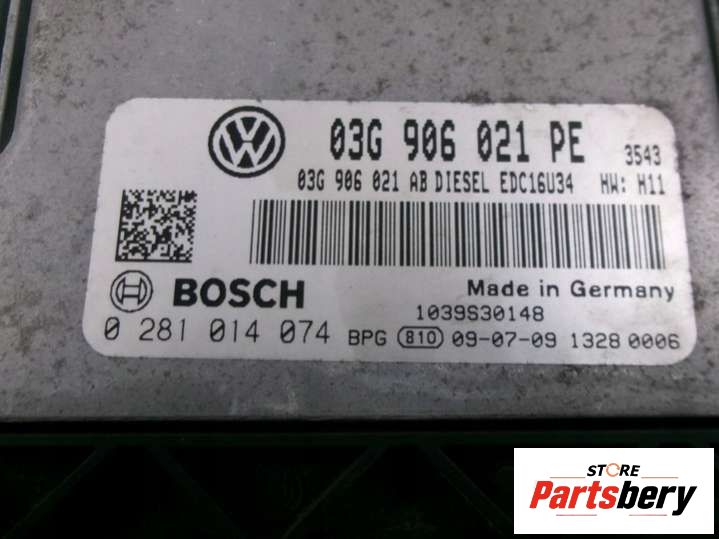 03G 906 021 PE 3543
03G 906 021 AB DIESEL EDC16U34 HW: H11
BOSCH Made in Germany
1039S30148
0 281 014 074 BPG 810 09-07-09 1328 0006
STORE
Partsbery